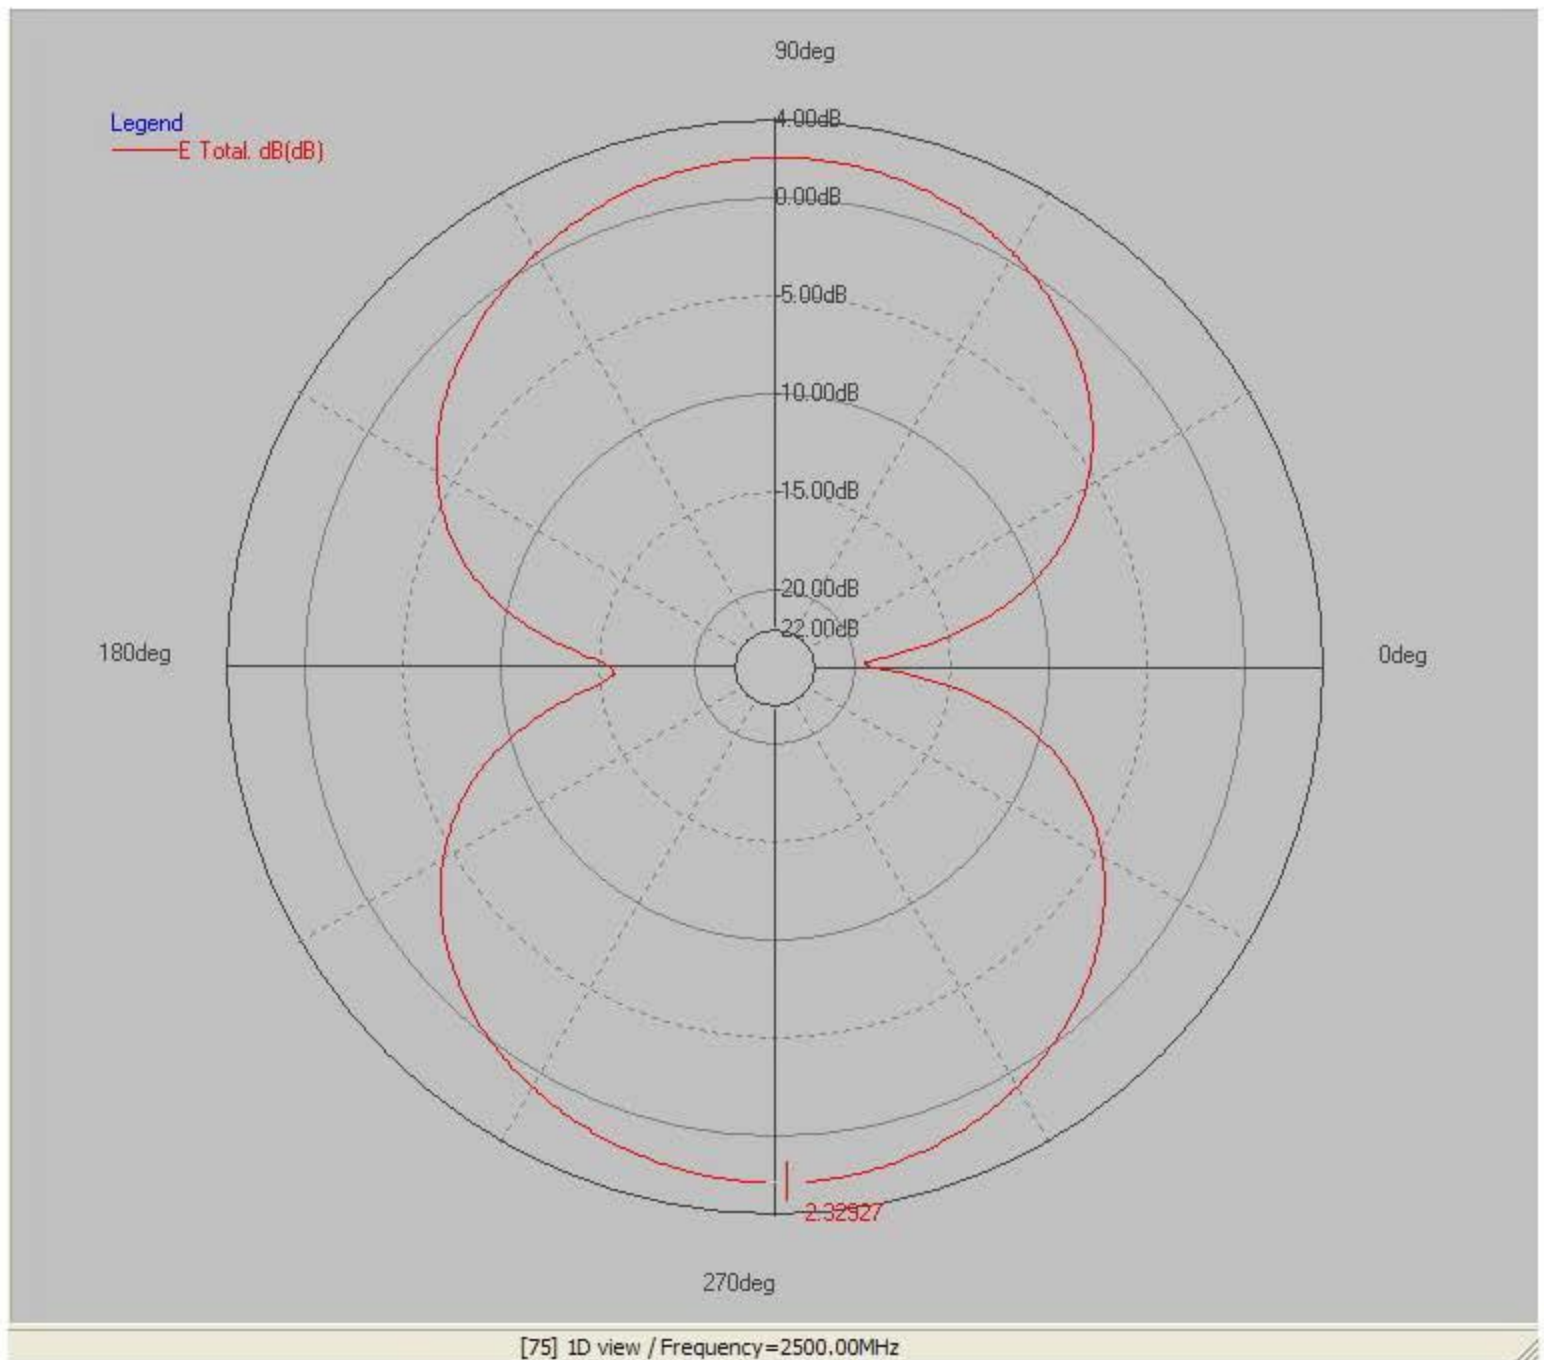 90deg
Legend
E Total. dB(dB)
4.00dB
0.00dB
-5.00dB
-10.00dB
-15.00dB
-20.00dB
-22.00dB
180deg
0deg
2.32927
270deg
[75] 1D view / Frequency=2500.00MHz